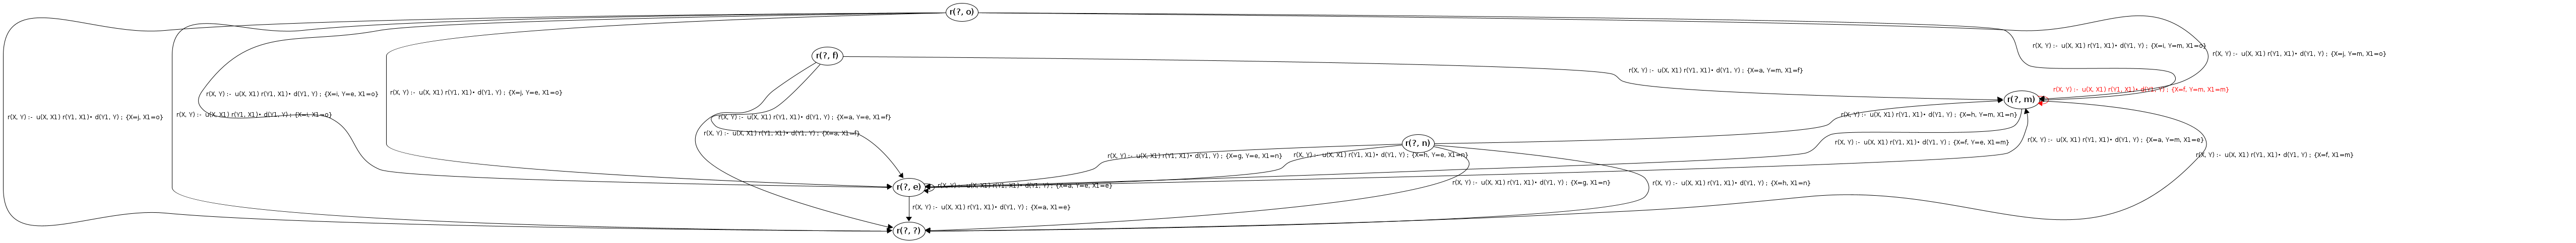 r(?, o)
r(?, f)
r(X, Y) :- u(X, X1) r(Y1, X1)• d(Y1, Y) ; {X=i, Y=m, X1=o}
r(X, Y) :- u(X, X1) r(Y1, X1)• d(Y1, Y) ; {X=j, Y=m, X1=o}
r(X, Y) :- u(X, X1) r(Y1, X1)• d(Y1, Y) ; {X=a, Y=m, X1=f}
r(X, Y) :- u(X, X1) r(Y1, X1)• d(Y1, Y) ; {X=f, Y=m, X1=m}
r(X, Y) :- u(X, X1) r(Y1, X1)• d(Y1, Y) ; {X=i, Y=e, X1=o}
r(X, Y) :- u(X, X1) r(Y1, X1)• d(Y1, Y) ; {X=j, Y=e, X1=o}
r(?, m)
r(X, Y) :- u(X, X1) r(Y1, X1)• d(Y1, Y) ; {X=j, X1=o}
r(X, Y) :- u(X, X1) r(Y1, X1)• d(Y1, Y) ; {X=i, X1=o}
r(X, Y) :- u(X, X1) r(Y1, X1)• d(Y1, Y) ; {X=a, Y=e, X1=f}
r(X, Y) :- u(X, X1) r(Y1, X1)• d(Y1, Y) ; {X=h, Y=m, X1=n}
r(X, Y) :- u(X, X1) r(Y1, X1)• d(Y1, Y) ; {X=a, X1=f}
r(?, n)
r(X, Y) :- u(X, X1) r(Y1, X1)• d(Y1, Y) ; {X=f, Y=e, X1=m}
r(X, Y) :- u(X, X1) r(Y1, X1)• d(Y1, Y) ; {X=a, Y=m, X1=e}
r(X, Y) :- u(X, X1) r(Y1, X1)• d(Y1, Y) ; {X=g, Y=e, X1=n}
r(X, Y) :- u(X, X1) r(Y1, X1)• d(Y1, Y) ; {X=h, Y=e, X1=n}
r(X, Y) :- u(X, X1) r(Y1, X1)• d(Y1, Y) ; {X=f, X1=m}
r(?, e)
r(X, Y) :- u(X, X1) r(Y1, X1)• d(Y1, Y) ; {X=a, Y=e, X1=e}
r(X, Y) :- u(X, X1) r(Y1, X1)• d(Y1, Y) ; {X=g, X1=n}
r(X, Y) :- u(X, X1) r(Y1, X1)• d(Y1, Y) ; {X=h, X1=n}
r(X, Y) :- u(X, X1) r(Y1, X1)• d(Y1, Y) ; {X=a, X1=e}
r(?, ?)